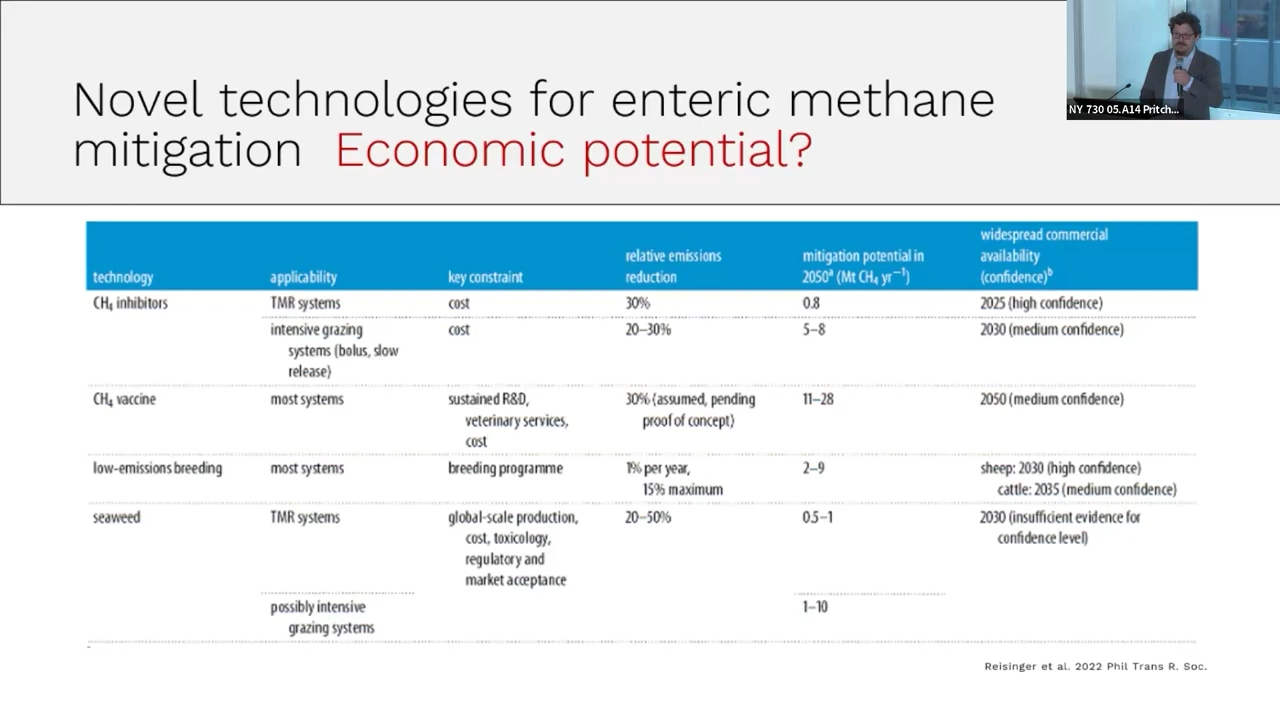 Novel technologies for enteric methane
mitigation Economic potential?
NY 730 05.A14 Pritch...
technology applicability key constraint relative emissions reduction mitigation potential in 2050ᵃ (Mt CH₄ yr⁻¹) widespread commercial availability (confidence)ᵇ
CH₄ inhibitors TMR systems cost 30% 0.8 2025 (high confidence)
intensive grazing systems (bolus, slow release) cost 20–30% 5–8 2030 (medium confidence)
CH₄ vaccine most systems sustained R&D, veterinary services, cost 30% (assumed, pending proof of concept) 11–28 2050 (medium confidence)
low-emissions breeding most systems breeding programme 1% per year, 15% maximum 2–9 sheep: 2030 (high confidence) cattle: 2035 (medium confidence)
seaweed TMR systems global-scale production, cost, toxicology, regulatory and market acceptance 20–50% 0.5–1 2030 (insufficient evidence for confidence level)
possibly intensive grazing systems 1–10
Reisinger et al. 2022 Phil Trans R. Soc.